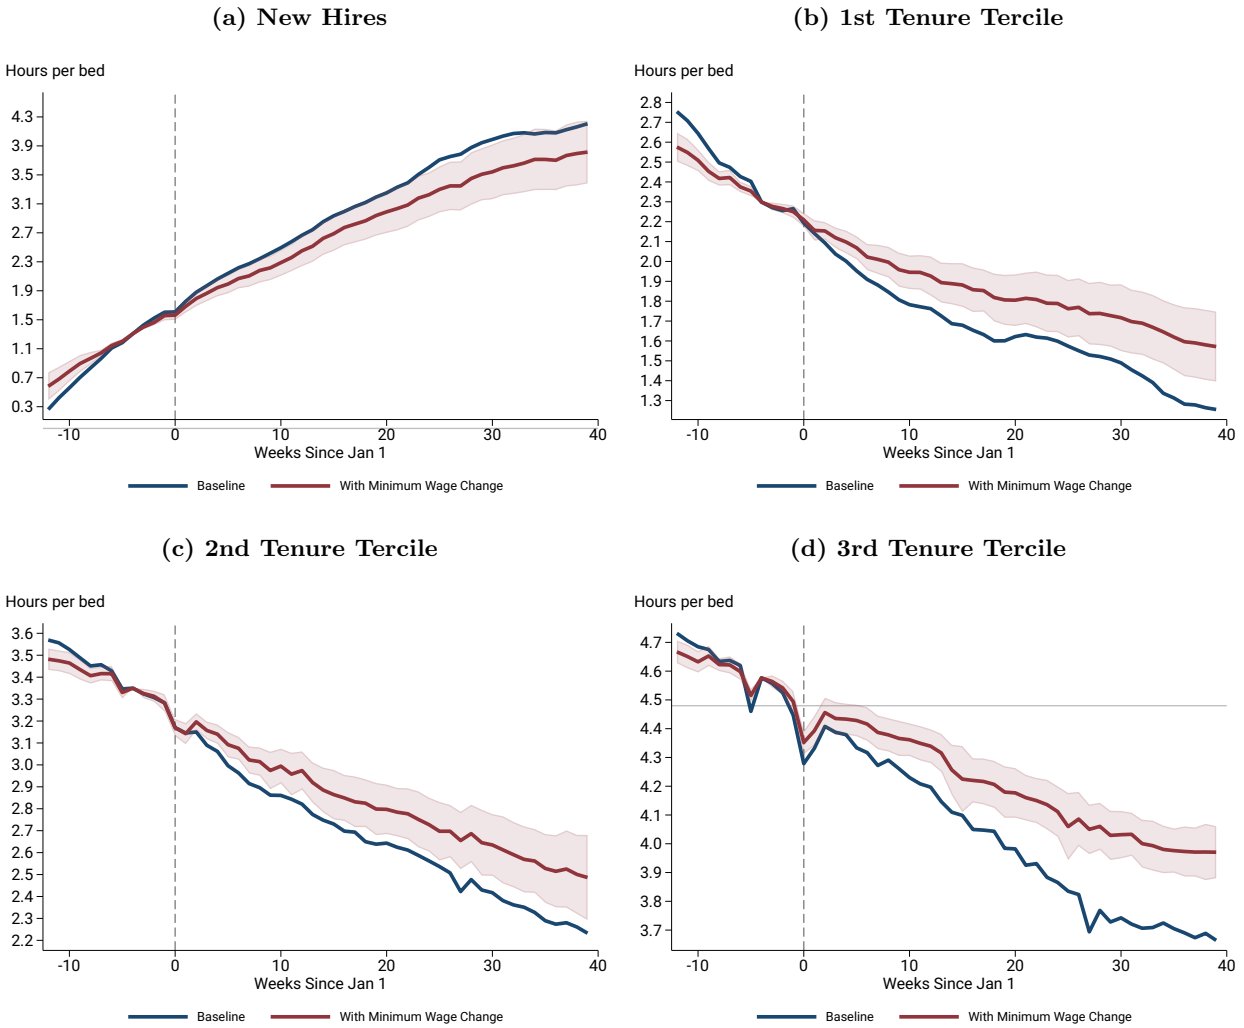 (a) New Hires
Hours per bed
4.3
3.9
3.5
3.1
2.7
2.3
1.9
1.5
1.1
0.7
0.3
-10 0 10 20 30 40
Weeks Since Jan 1
Baseline With Minimum Wage Change
(b) 1st Tenure Tercile
Hours per bed
2.8
2.7
2.6
2.5
2.4
2.3
2.2
2.1
2.0
1.9
1.8
1.7
1.6
1.5
1.4
1.3
-10 0 10 20 30 40
Weeks Since Jan 1
Baseline With Minimum Wage Change
(c) 2nd Tenure Tercile
Hours per bed
3.6
3.5
3.4
3.3
3.2
3.1
3.0
2.9
2.8
2.7
2.6
2.5
2.4
2.3
2.2
-10 0 10 20 30 40
Weeks Since Jan 1
Baseline With Minimum Wage Change
(d) 3rd Tenure Tercile
Hours per bed
4.7
4.6
4.5
4.4
4.3
4.2
4.1
4.0
3.9
3.8
3.7
-10 0 10 20 30 40
Weeks Since Jan 1
Baseline With Minimum Wage Change